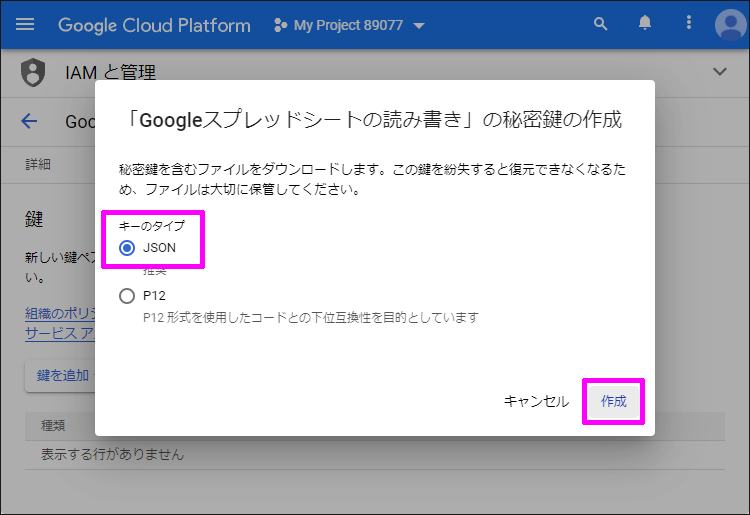 Google Cloud Platform My Project 89077
IAM と管理
Goo
詳細
鍵
新しい鍵ペ
い。
組織のポリシ
サービス ア
鍵を追加
種類
表示する行がありません
「Googleスプレッドシートの読み書き」の秘密鍵の作成
秘密鍵を含むファイルをダウンロードします。この鍵を紛失すると復元できなくなるた
め、ファイルは大切に保管してください。
キーのタイプ
JSON
推奨
P12
P12 形式を使用したコードとの下位互換性を目的としています
キャンセル
作成